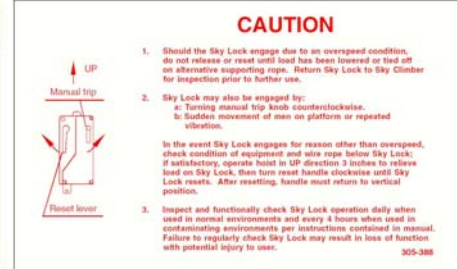 CAUTION
UP
Manual trip
Reset lever
1. Should the Sky Lock engage due to an overspeed condition,
do not release or reset until load has been lowered or tied off
on alternative supporting rope. Return Sky Lock to Sky Climber
for inspection prior to further use.
2. Sky Lock may also be engaged by:
a: Turning manual trip knob counterclockwise.
b: Sudden movement of men on platform or repeated
vibration.
In the event Sky Lock engages for reason other than overspeed,
check condition of equipment and wire rope below Sky Lock;
if satisfactory, operate hoist in UP direction 3 inches to relieve
load on Sky Lock, then turn reset handle clockwise until Sky
Lock resets. After resetting, handle must return to vertical
position.
3. Inspect and functionally check Sky Lock operation daily when
used in normal environments and every 4 hours when used in
contaminating environments per instructions contained in manual.
Failure to regularly check Sky Lock may result in loss of function
with potential injury to user.
305-388